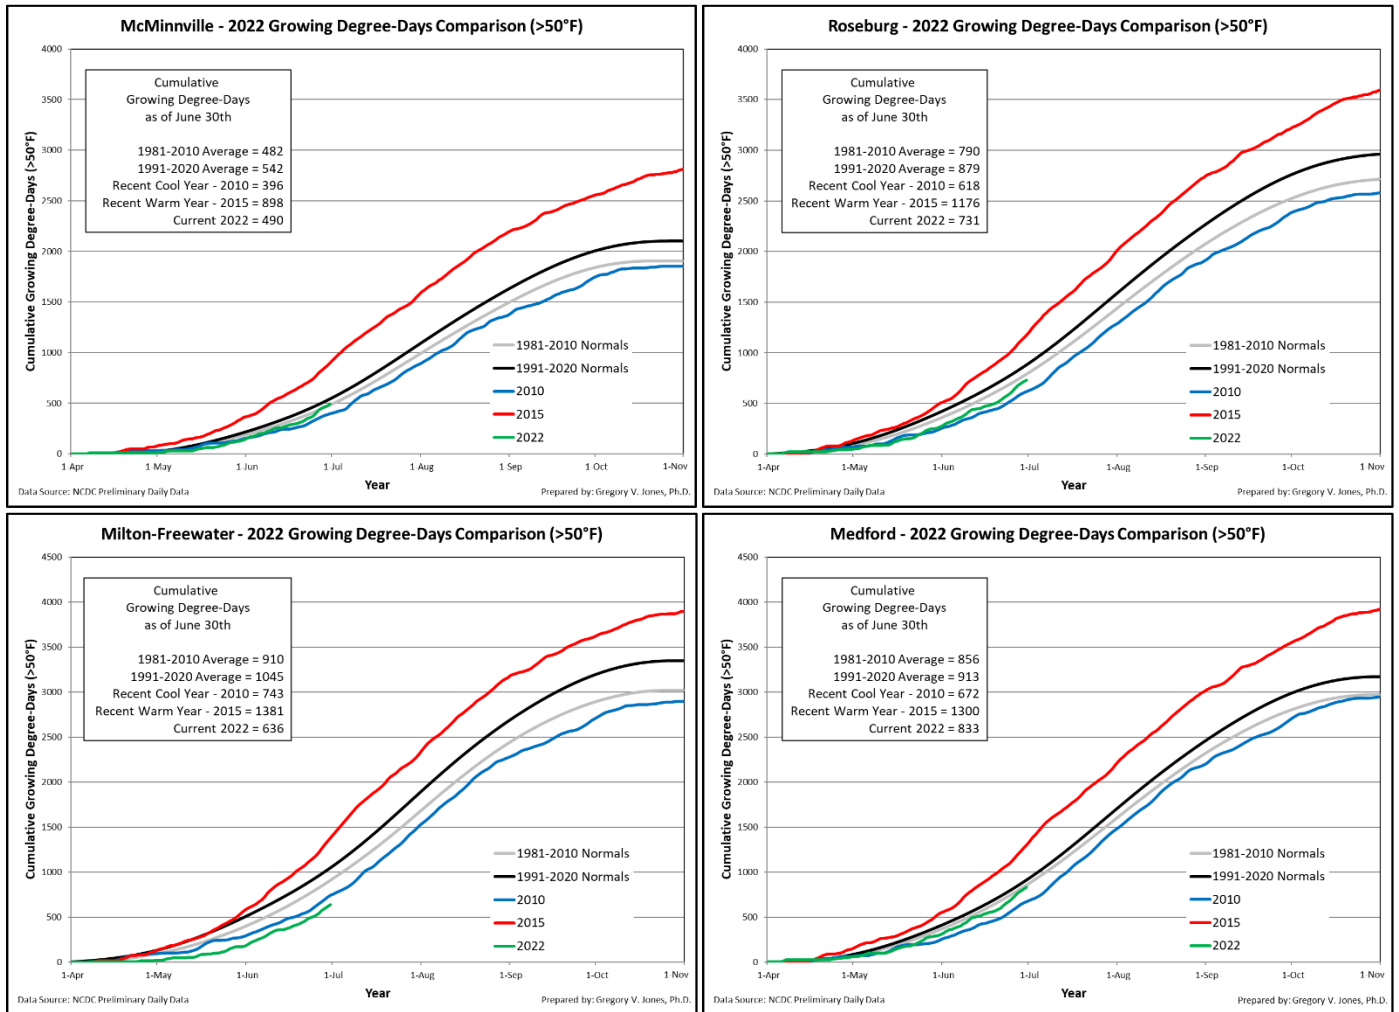 McMinnville - 2022 Growing Degree-Days Comparison (>50°F)
4000
3500
3000
2500
2000
1500
1000
500
0
Cumulative Growing Degree-Days (>50°F)
Cumulative
Growing Degree-Days
as of June 30th
1981-2010 Average = 482
1991-2020 Average = 542
Recent Cool Year - 2010 = 396
Recent Warm Year - 2015 = 898
Current 2022 = 490
1981-2010 Normals
1991-2020 Normals
2010
2015
2022
1-Apr 1-May 1-Jun 1-Jul 1-Aug 1-Sep 1-Oct 1-Nov
Year
Data Source: NCDC Preliminary Daily Data
Prepared by: Gregory V. Jones, Ph.D.
Roseburg - 2022 Growing Degree-Days Comparison (>50°F)
4000
3500
3000
2500
2000
1500
1000
500
0
Cumulative Growing Degree-Days (>50°F)
Cumulative
Growing Degree-Days
as of June 30th
1981-2010 Average = 790
1991-2020 Average = 879
Recent Cool Year - 2010 = 618
Recent Warm Year - 2015 = 1176
Current 2022 = 731
1981-2010 Normals
1991-2020 Normals
2010
2015
2022
1-Apr 1-May 1-Jun 1-Jul 1-Aug 1-Sep 1-Oct 1-Nov
Year
Data Source: NCDC Preliminary Daily Data
Prepared by: Gregory V. Jones, Ph.D.
Milton-Freewater - 2022 Growing Degree-Days Comparison (>50°F)
4500
4000
3500
3000
2500
2000
1500
1000
500
0
Cumulative Growing Degree-Days (>50°F)
Cumulative
Growing Degree-Days
as of June 30th
1981-2010 Average = 910
1991-2020 Average = 1045
Recent Cool Year - 2010 = 743
Recent Warm Year - 2015 = 1381
Current 2022 = 636
1981-2010 Normals
1991-2020 Normals
2010
2015
2022
1-Apr 1-May 1-Jun 1-Jul 1-Aug 1-Sep 1-Oct 1-Nov
Year
Data Source: NCDC Preliminary Daily Data
Prepared by: Gregory V. Jones, Ph.D.
Medford - 2022 Growing Degree-Days Comparison (>50°F)
4500
4000
3500
3000
2500
2000
1500
1000
500
0
Cumulative Growing Degree-Days (>50°F)
Cumulative
Growing Degree-Days
as of June 30th
1981-2010 Average = 856
1991-2020 Average = 913
Recent Cool Year - 2010 = 672
Recent Warm Year - 2015 = 1300
Current 2022 = 833
1981-2010 Normals
1991-2020 Normals
2010
2015
2022
1-Apr 1-May 1-Jun 1-Jul 1-Aug 1-Sep 1-Oct 1-Nov
Year
Data Source: NCDC Preliminary Daily Data
Prepared by: Gregory V. Jones, Ph.D.